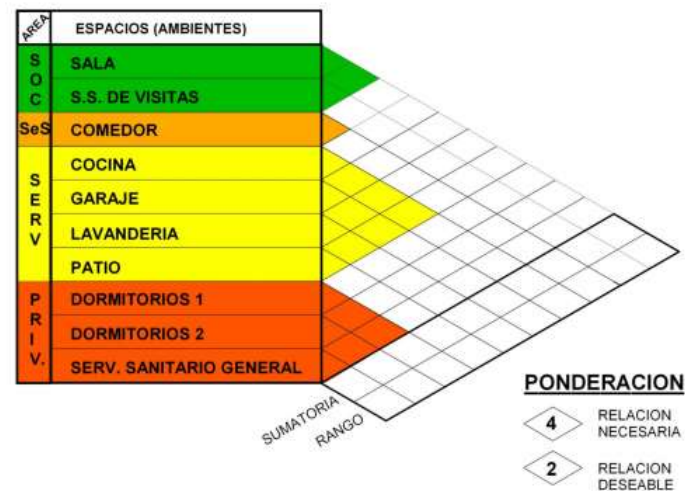 AREA
ESPACIOS (AMBIENTES)
SOC
SALA
S.S. DE VISITAS
SeS
COMEDOR
SERV
COCINA
GARAJE
LAVANDERIA
PATIO
PRIV.
DORMITORIOS 1
DORMITORIOS 2
SERV. SANITARIO GENERAL
SUMATORIA
RANGO
PONDERACION
4
RELACION
NECESARIA
2
RELACION
DESEABLE